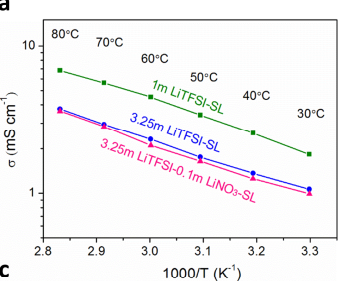 a
80°C
70°C
60°C
50°C
40°C
30°C
10
1
σ (mS cm⁻¹)
1m LiTFSI-SL
3.25m LiTFSI-SL
3.25m LiTFSI-0.1m LiNO₃-SL
2.8 2.9 3.0 3.1 3.2 3.3
1000/T (K⁻¹)
c